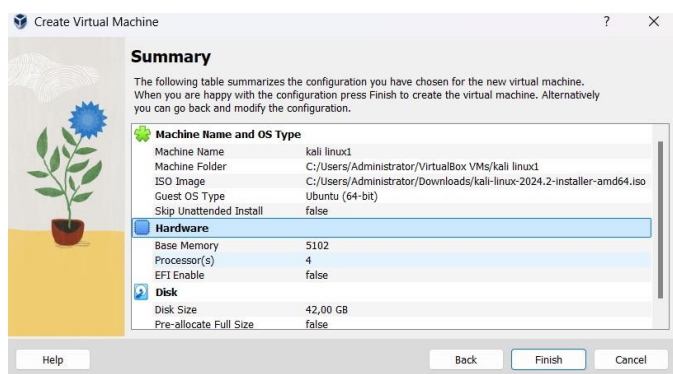 Create Virtual Machine
? X
Summary
The following table summarizes the configuration you have chosen for the new virtual machine.
When you are happy with the configuration press Finish to create the virtual machine. Alternatively
you can go back and modify the configuration.
Machine Name and OS Type
Machine Name kali linux1
Machine Folder C:/Users/Administrator/VirtualBox VMs/kali linux1
ISO Image C:/Users/Administrator/Downloads/kali-linux-2024.2-installer-amd64.iso
Guest OS Type Ubuntu (64-bit)
Skip Unattended Install false
Hardware
Base Memory 5102
Processor(s) 4
EFI Enable false
Disk
Disk Size 42,00 GB
Pre-allocate Full Size false
Help Back Finish Cancel